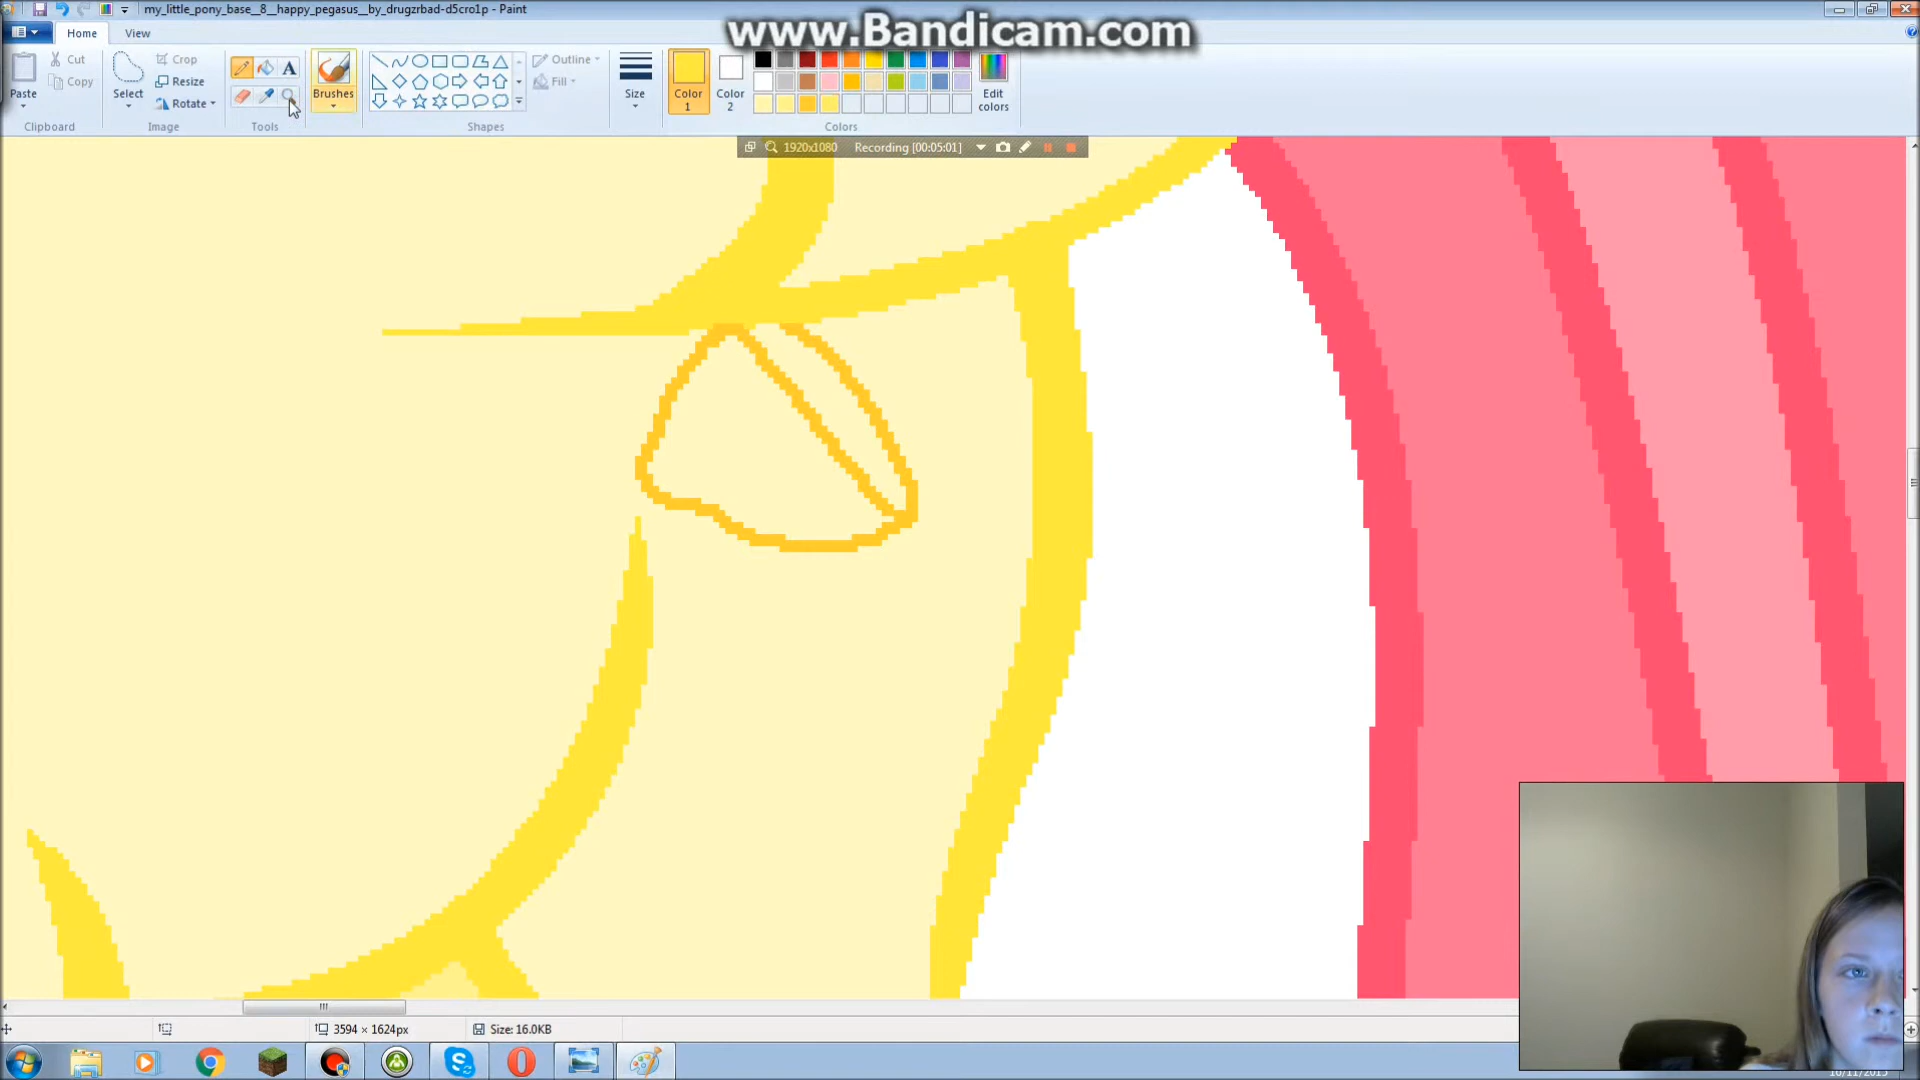 my_little_pony_base__8__happy_pegasus__by_drugzrbad-d5cro1p - Paint
www.Bandicam.com
Home
View
Cut
Crop
Outline
Copy
Resize
Fill
Paste
Select
Rotate
Brushes
Size
Color
1
Color
2
Edit
colors
Clipboard
Image
Tools
Shapes
Colors
1920x1080
Recording [00:05:01]
3594 × 1624px
Size: 16.0KB